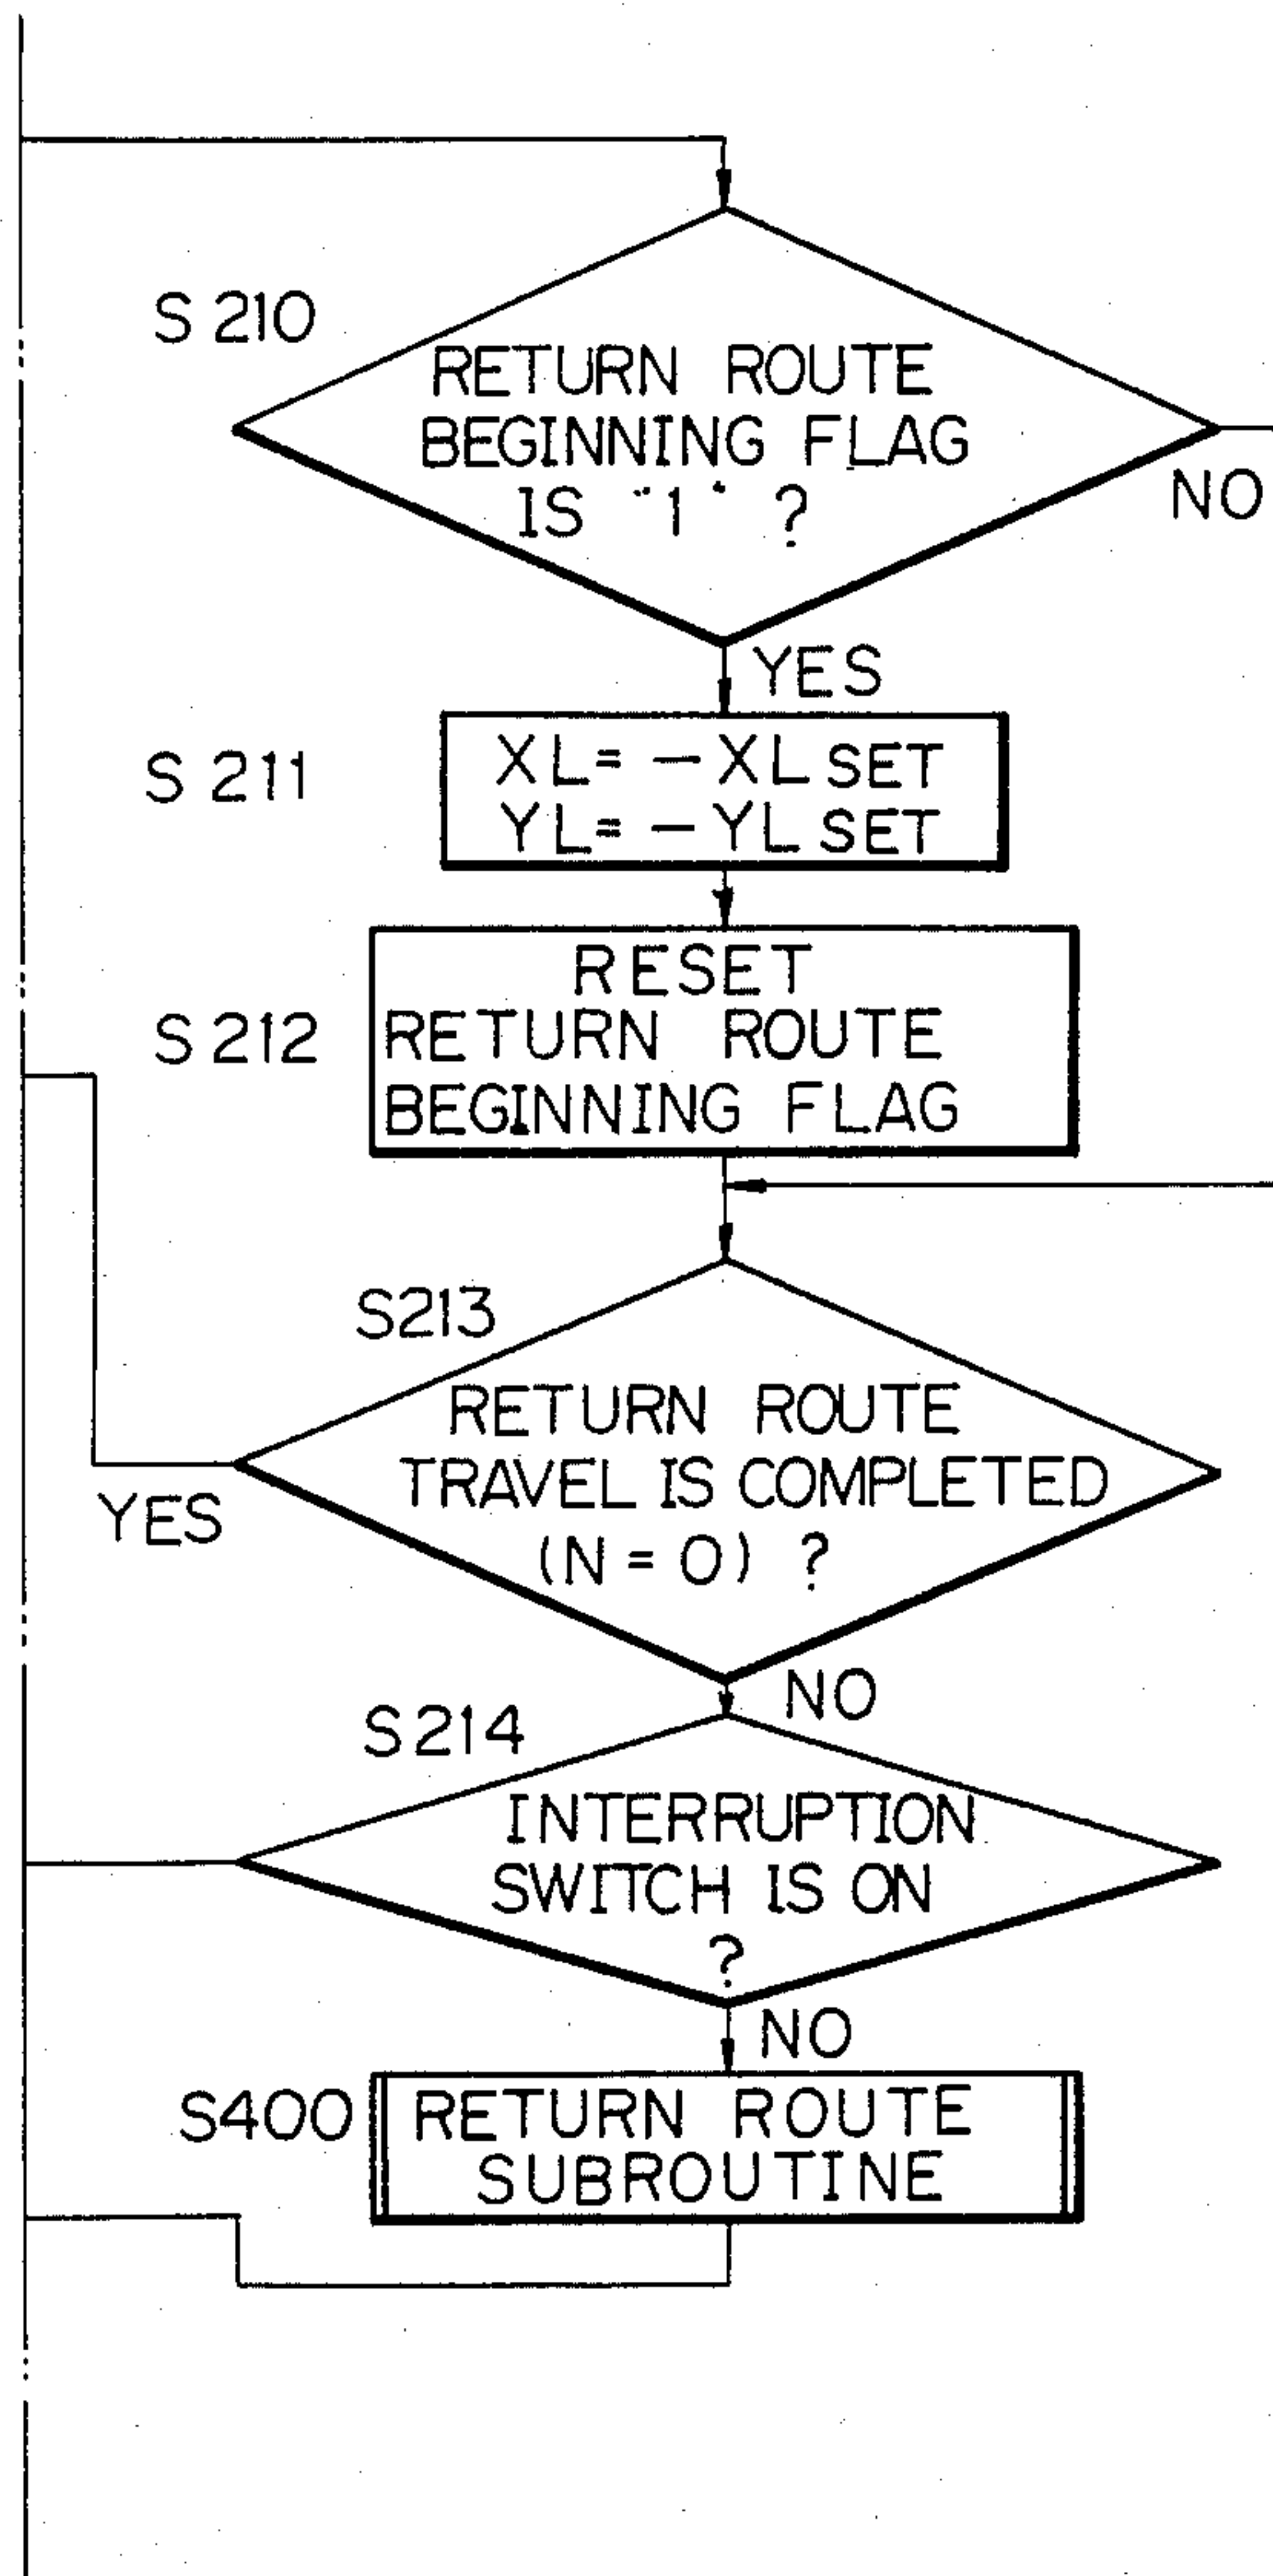 S 210
RETURN ROUTE
BEGINNING FLAG
IS "1" ?
NO
YES
S 211
XL = - XL SET
YL = - YL SET
S 212
RESET
RETURN ROUTE
BEGINNING FLAG
S213
RETURN ROUTE
TRAVEL IS COMPLETED
(N = 0) ?
YES
NO
S214
INTERRUPTION
SWITCH IS ON
?
NO
S400
RETURN ROUTE
SUBROUTINE